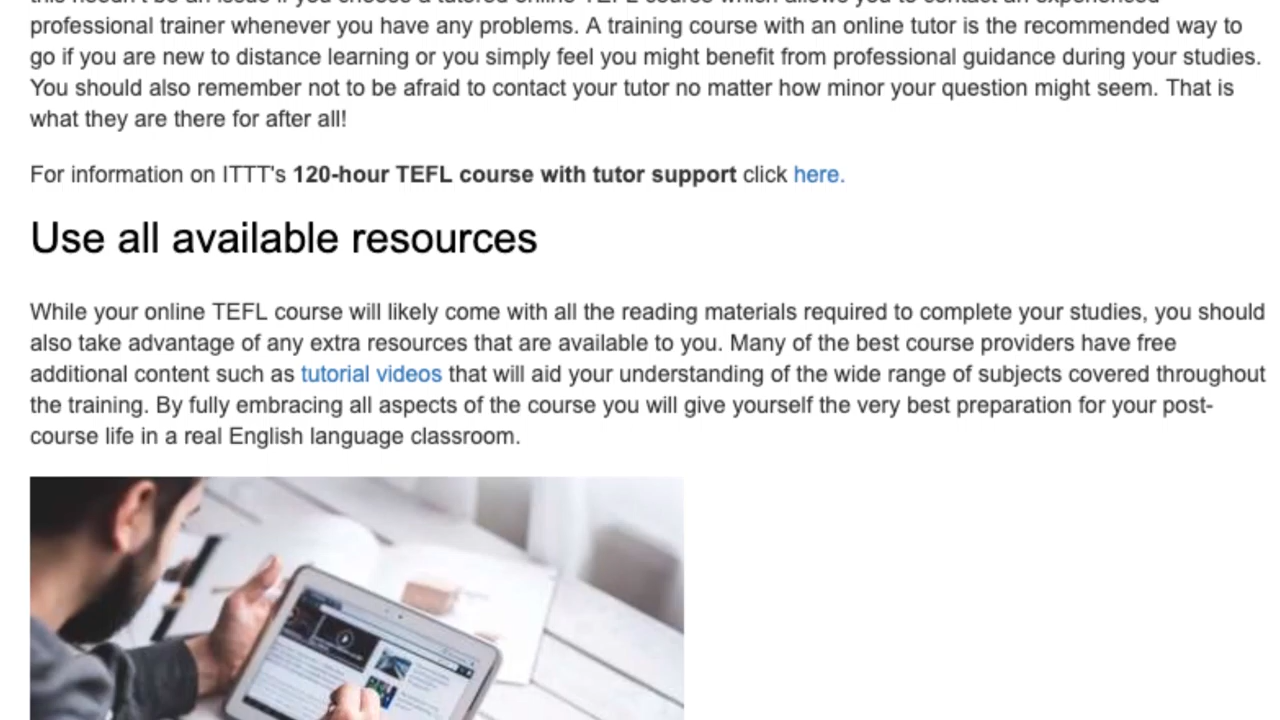 professional trainer whenever you have any problems. A training course with an online tutor is the recommended way to
go if you are new to distance learning or you simply feel you might benefit from professional guidance during your studies.
You should also remember not to be afraid to contact your tutor no matter how minor your question might seem. That is
what they are there for after all!
For information on ITTT's 120-hour TEFL course with tutor support click here.
Use all available resources
While your online TEFL course will likely come with all the reading materials required to complete your studies, you should
also take advantage of any extra resources that are available to you. Many of the best course providers have free
additional content such as tutorial videos that will aid your understanding of the wide range of subjects covered throughout
the training. By fully embracing all aspects of the course you will give yourself the very best preparation for your post-
course life in a real English language classroom.